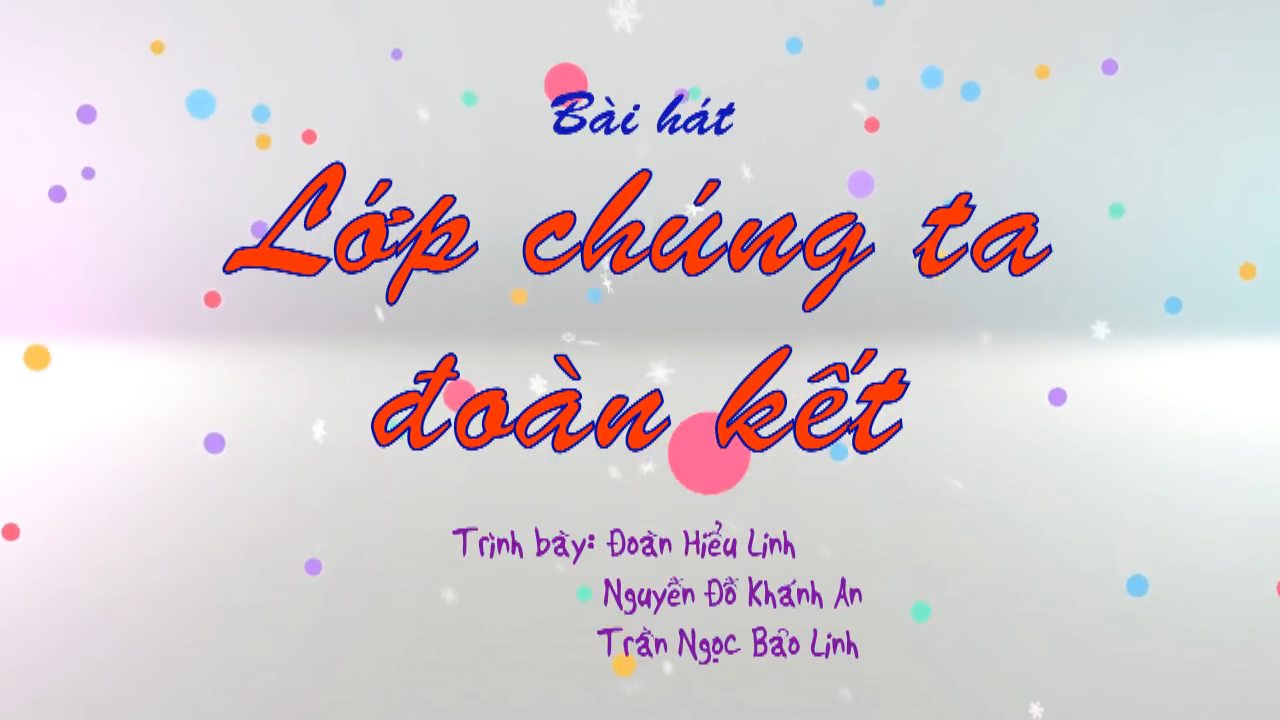 Bài hát
Lớp chúng ta
đoàn kết
Trình bày: Đoàn Hiểu Linh
Nguyễn Đỗ Khánh An
Trần Ngọc Bảo Linh